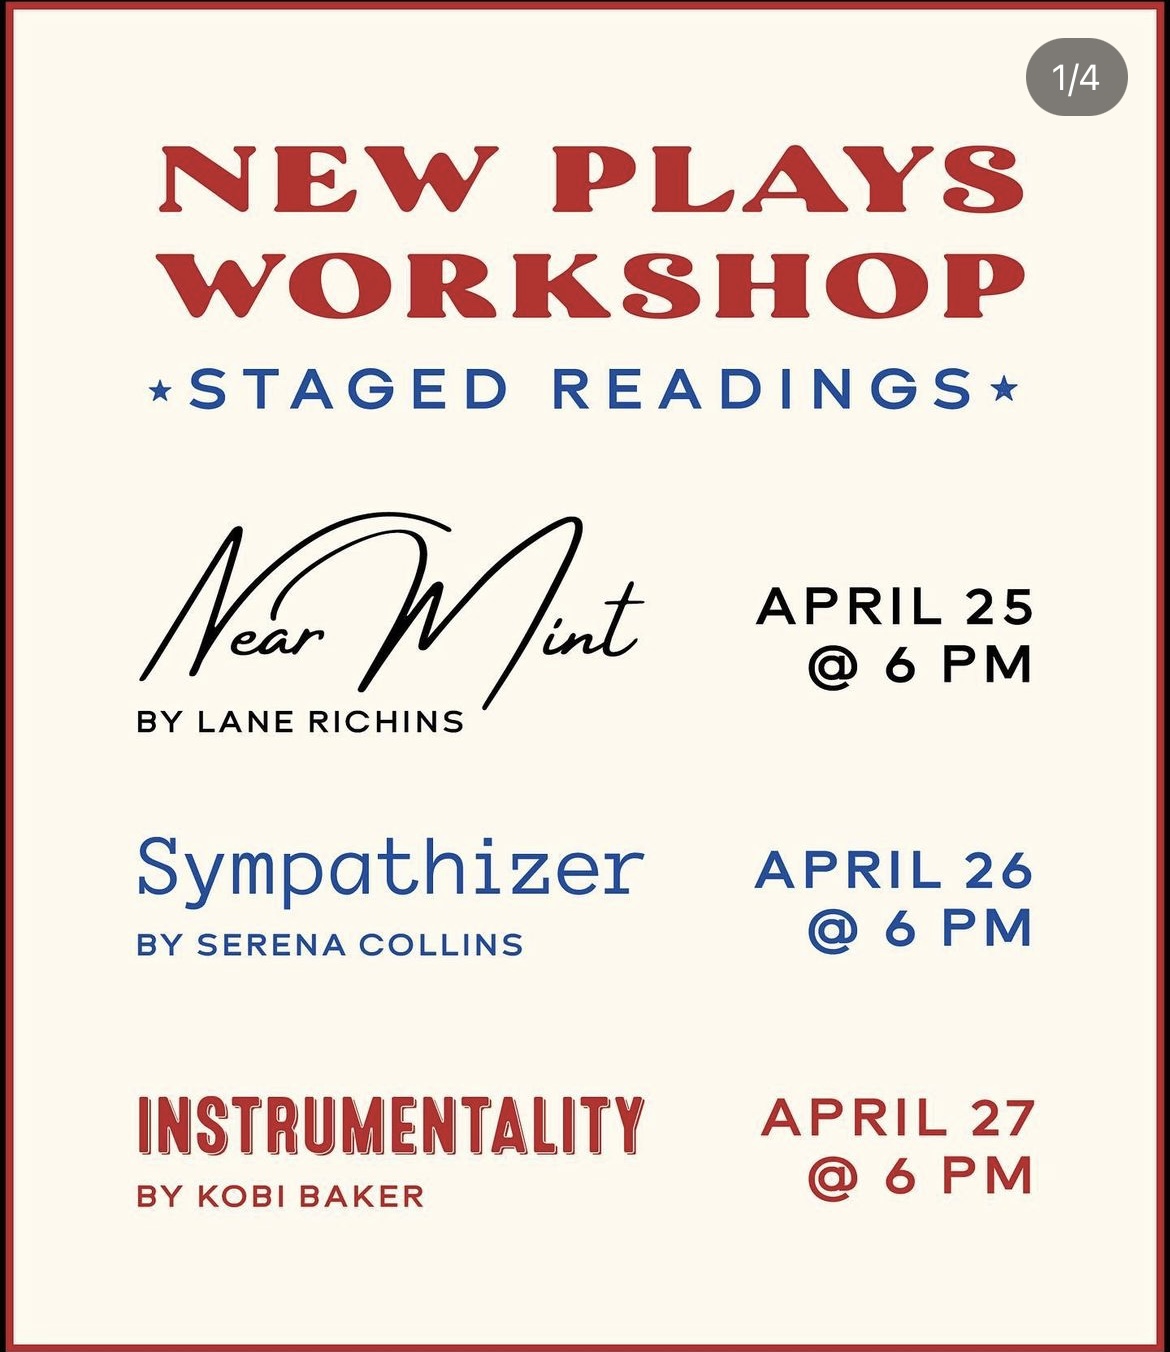 1/4
NEW PLAYS
WORKSHOP
★STAGED READINGS★
Near Mint
BY LANE RICHINS
APRIL 25
@ 6 PM
Sympathizer
BY SERENA COLLINS
APRIL 26
@ 6 PM
INSTRUMENTALITY
BY KOBI BAKER
APRIL 27
@ 6 PM